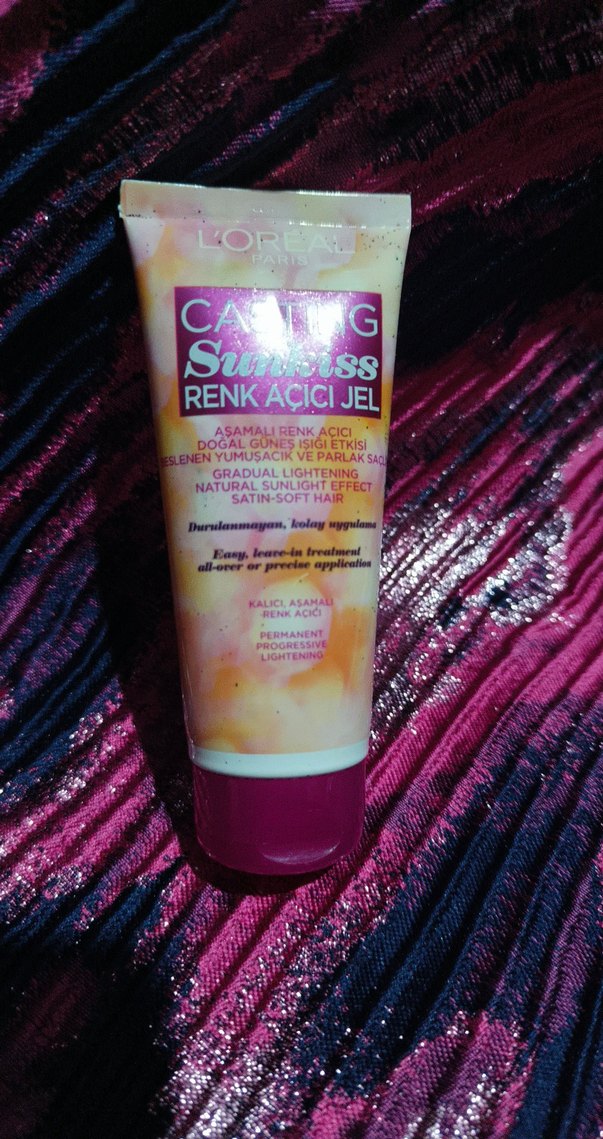 L'ORÉAL
PARIS
CASTING
Sunkiss
RENK AÇICI JEL
AŞAMALI RENK AÇICI
DOĞAL GÜNEŞ IŞIĞI ETKİSİ
BESLENEN YUMUŞACIK VE PARLAK SAÇLAR
GRADUAL LIGHTENING
NATURAL SUNLIGHT EFFECT
SATIN-SOFT HAIR
Durulanmayan, kolay uygulama
Easy, leave-in treatment
all-over or precise application
KALICI, AŞAMALI
RENK AÇICI
PERMANENT
PROGRESSIVE
LIGHTENING